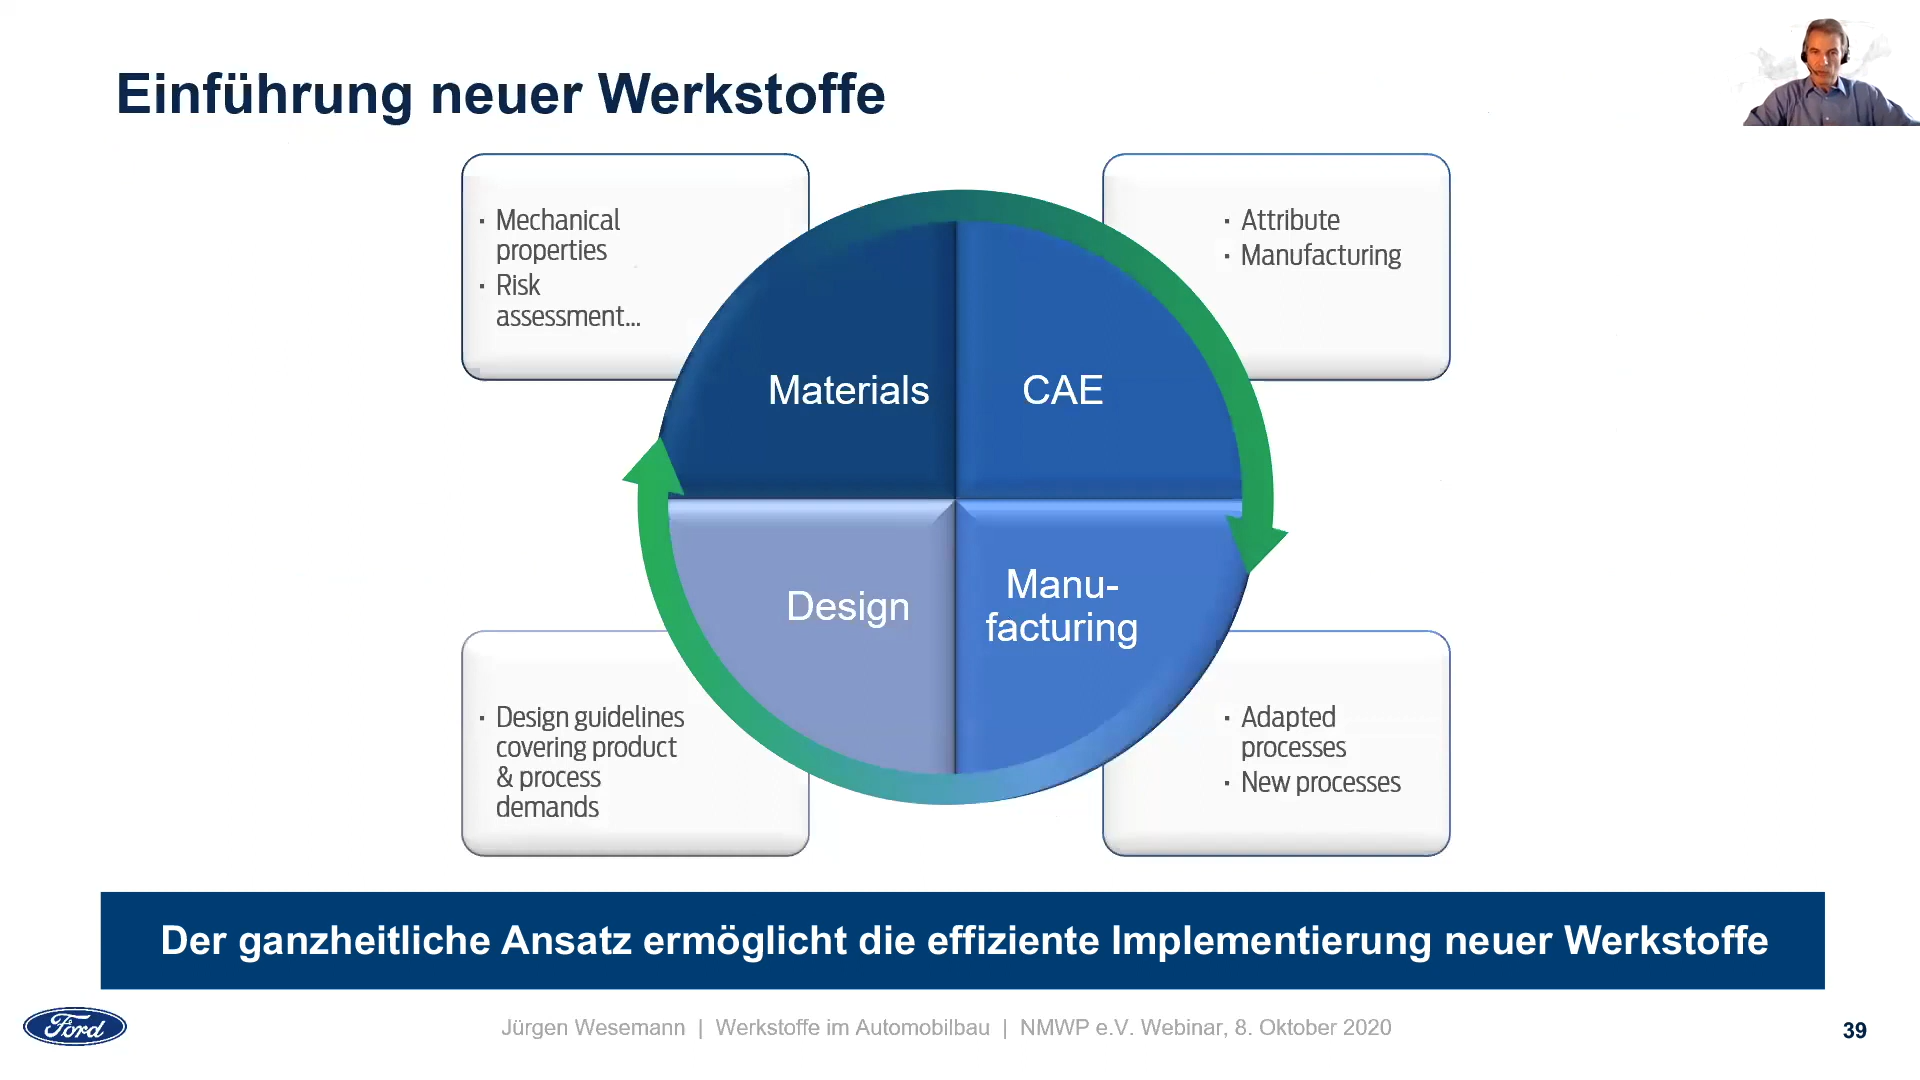 Einführung neuer Werkstoffe
· Mechanical
properties
· Risk
assessment...
· Attribute
· Manufacturing
Materials
CAE
Design
Manu-
facturing
· Design guidelines
covering product
& process
demands
· Adapted
processes
· New processes
Der ganzheitliche Ansatz ermöglicht die effiziente Implementierung neuer Werkstoffe
Ford
Jürgen Wesemann | Werkstoffe im Automobilbau | NMWP e.V. Webinar, 8. Oktober 2020
39